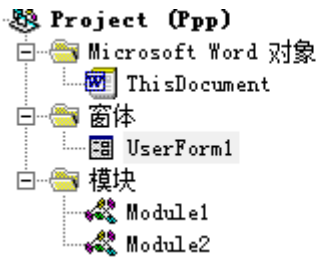 Project (Ppp)
Microsoft Word 对象
ThisDocument
窗体
UserForm1
模块
Module1
Module2